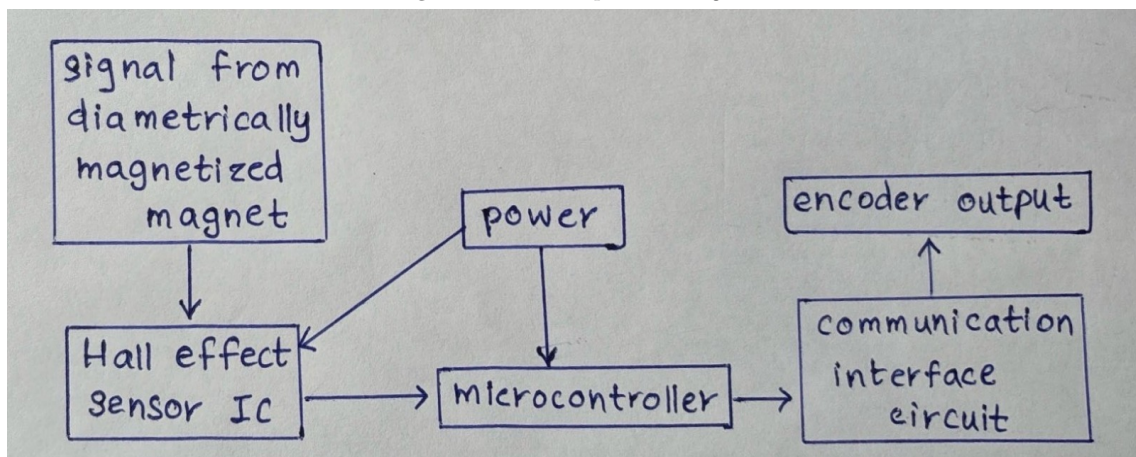 signal from
diametrically
magnetized
magnet
power
encoder output
Hall effect
sensor IC
microcontroller
communication
interface
circuit